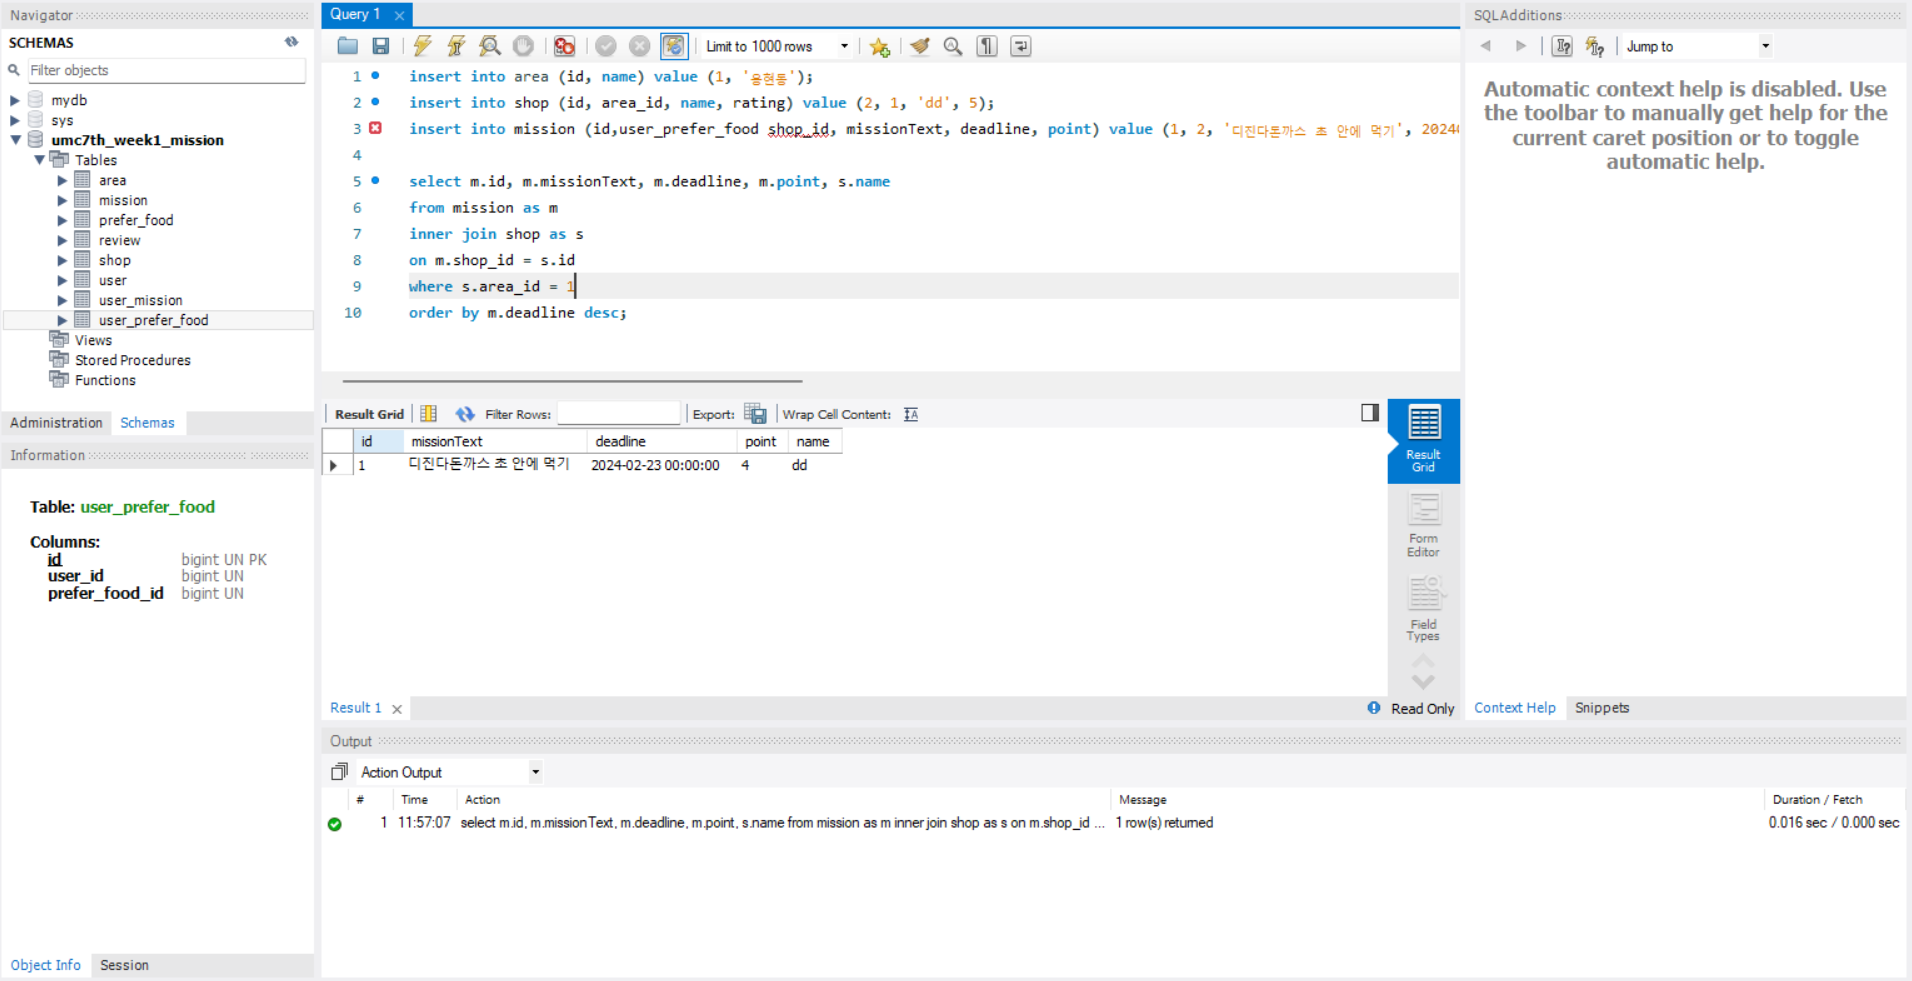 Navigator
SCHEMAS
Filter objects
mydb
sys
umc7th_week1_mission
Tables
area
mission
prefer_food
review
shop
user
user_mission
user_prefer_food
Views
Stored Procedures
Functions
Administration Schemas
Information
Table: user_prefer_food
Columns:
id bigint UN PK
user_id bigint UN
prefer_food_id bigint UN
Object Info Session
Query 1
Limit to 1000 rows
1 insert into area (id, name) value (1, '용현동');
2 insert into shop (id, area_id, name, rating) value (2, 1, 'dd', 5);
3 insert into mission (id,user_prefer_food shop_id, missionText, deadline, point) value (1, 2, '디진다돈까스 초 안에 먹기', 2024
4
5 select m.id, m.missionText, m.deadline, m.point, s.name
6 from mission as m
7 inner join shop as s
8 on m.shop_id = s.id
9 where s.area_id = 1
10 order by m.deadline desc;
Result Grid Filter Rows: Export: Wrap Cell Content: IA
id missionText deadline point name
1 디진다돈까스 초 안에 먹기 2024-02-23 00:00:00 4 dd
Result
Grid
Form
Editor
Field
Types
Result 1 Read Only
Output
Action Output
# Time Action Message Duration / Fetch
1 11:57:07 select m.id, m.missionText, m.deadline, m.point, s.name from mission as m inner join shop as s on m.shop_id ... 1 row(s) returned 0.016 sec / 0.000 sec
SQLAdditions
Jump to
Automatic context help is disabled. Use
the toolbar to manually get help for the
current caret position or to toggle
automatic help.
Context Help Snippets